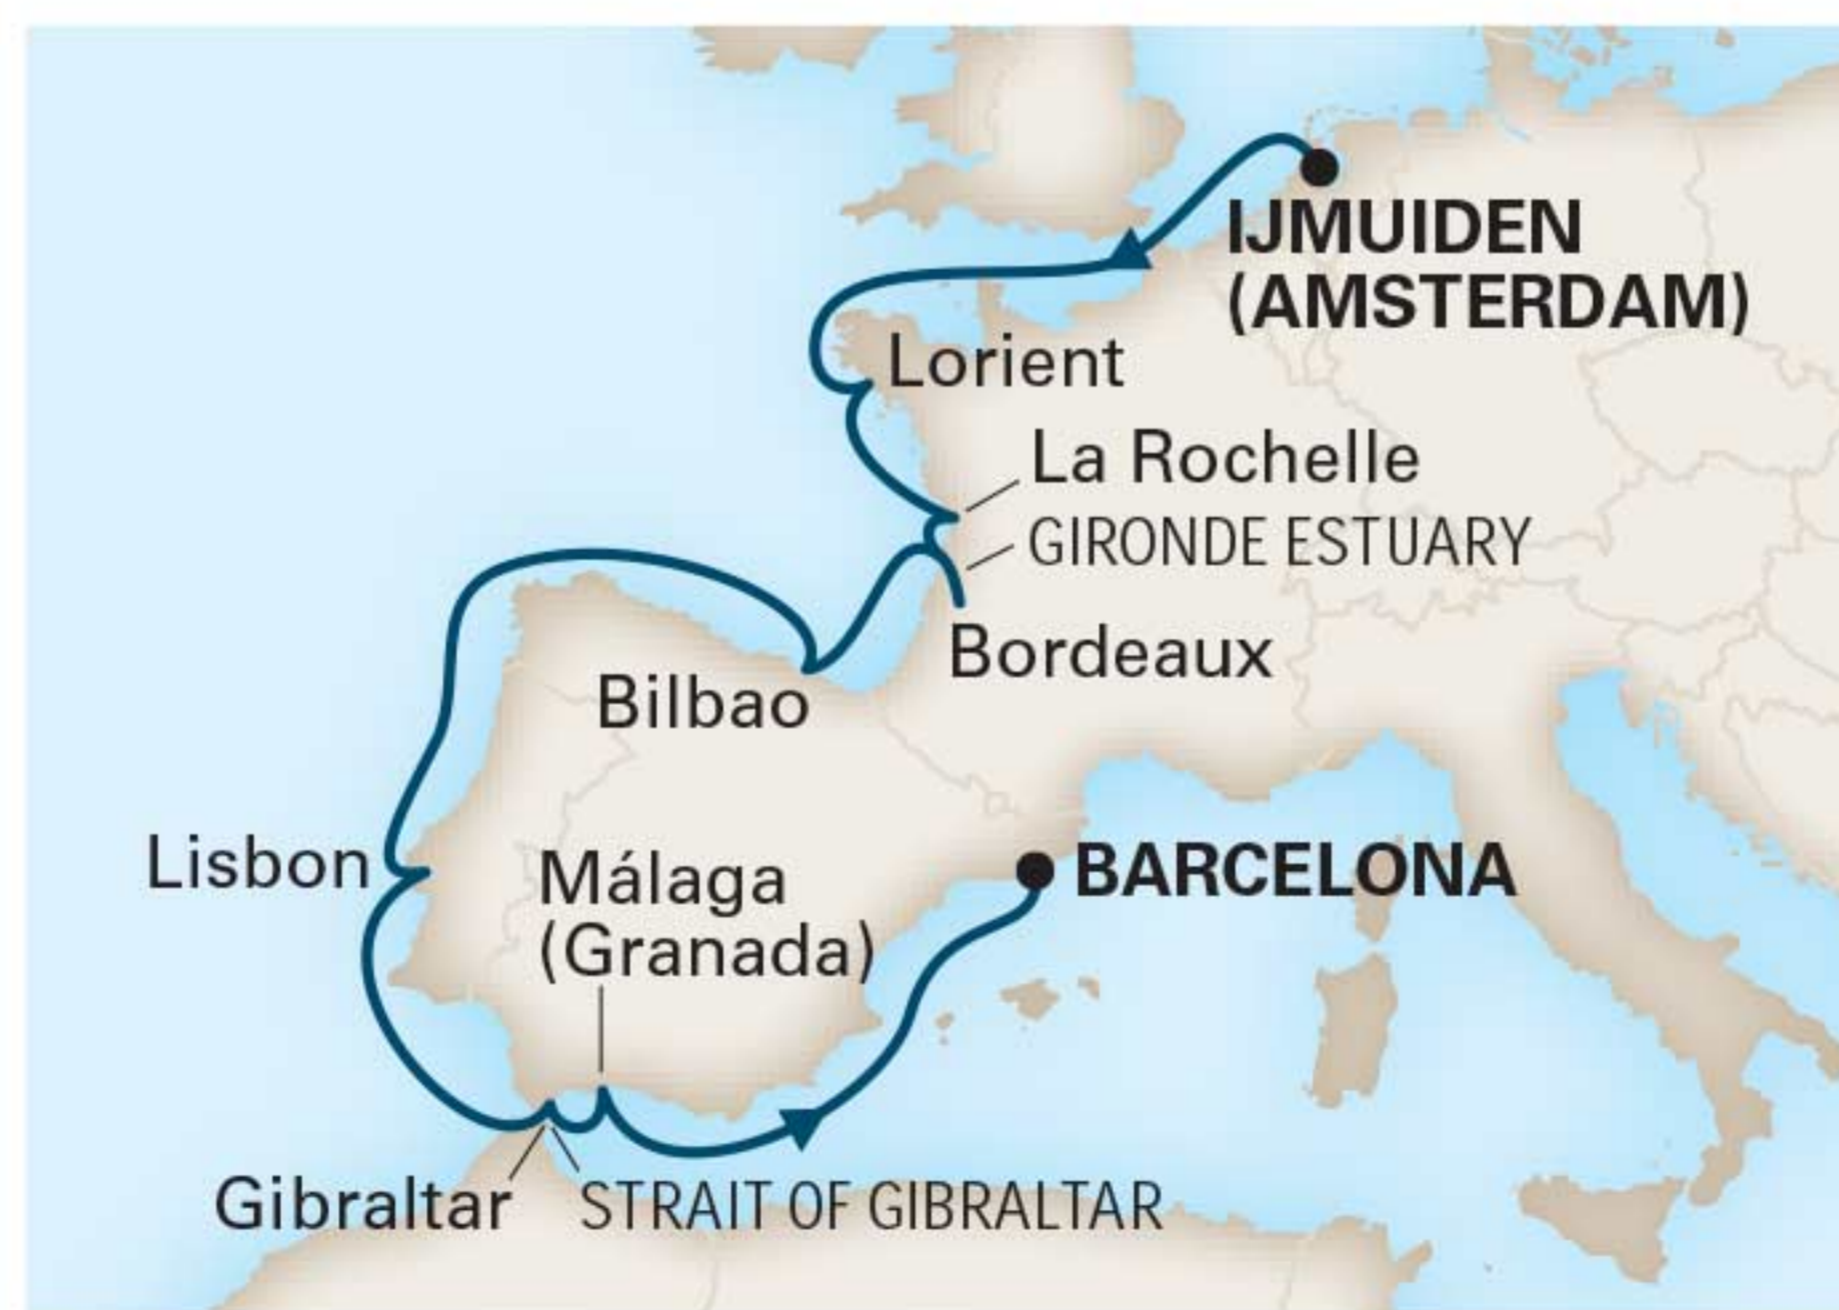 IJMUIDEN
(AMSTERDAM)
Lorient
La Rochelle
GIRONDE ESTUARY
Bordeaux
Bilbao
Lisbon
Málaga
(Granada)
BARCELONA
Gibraltar
STRAIT OF GIBRALTAR